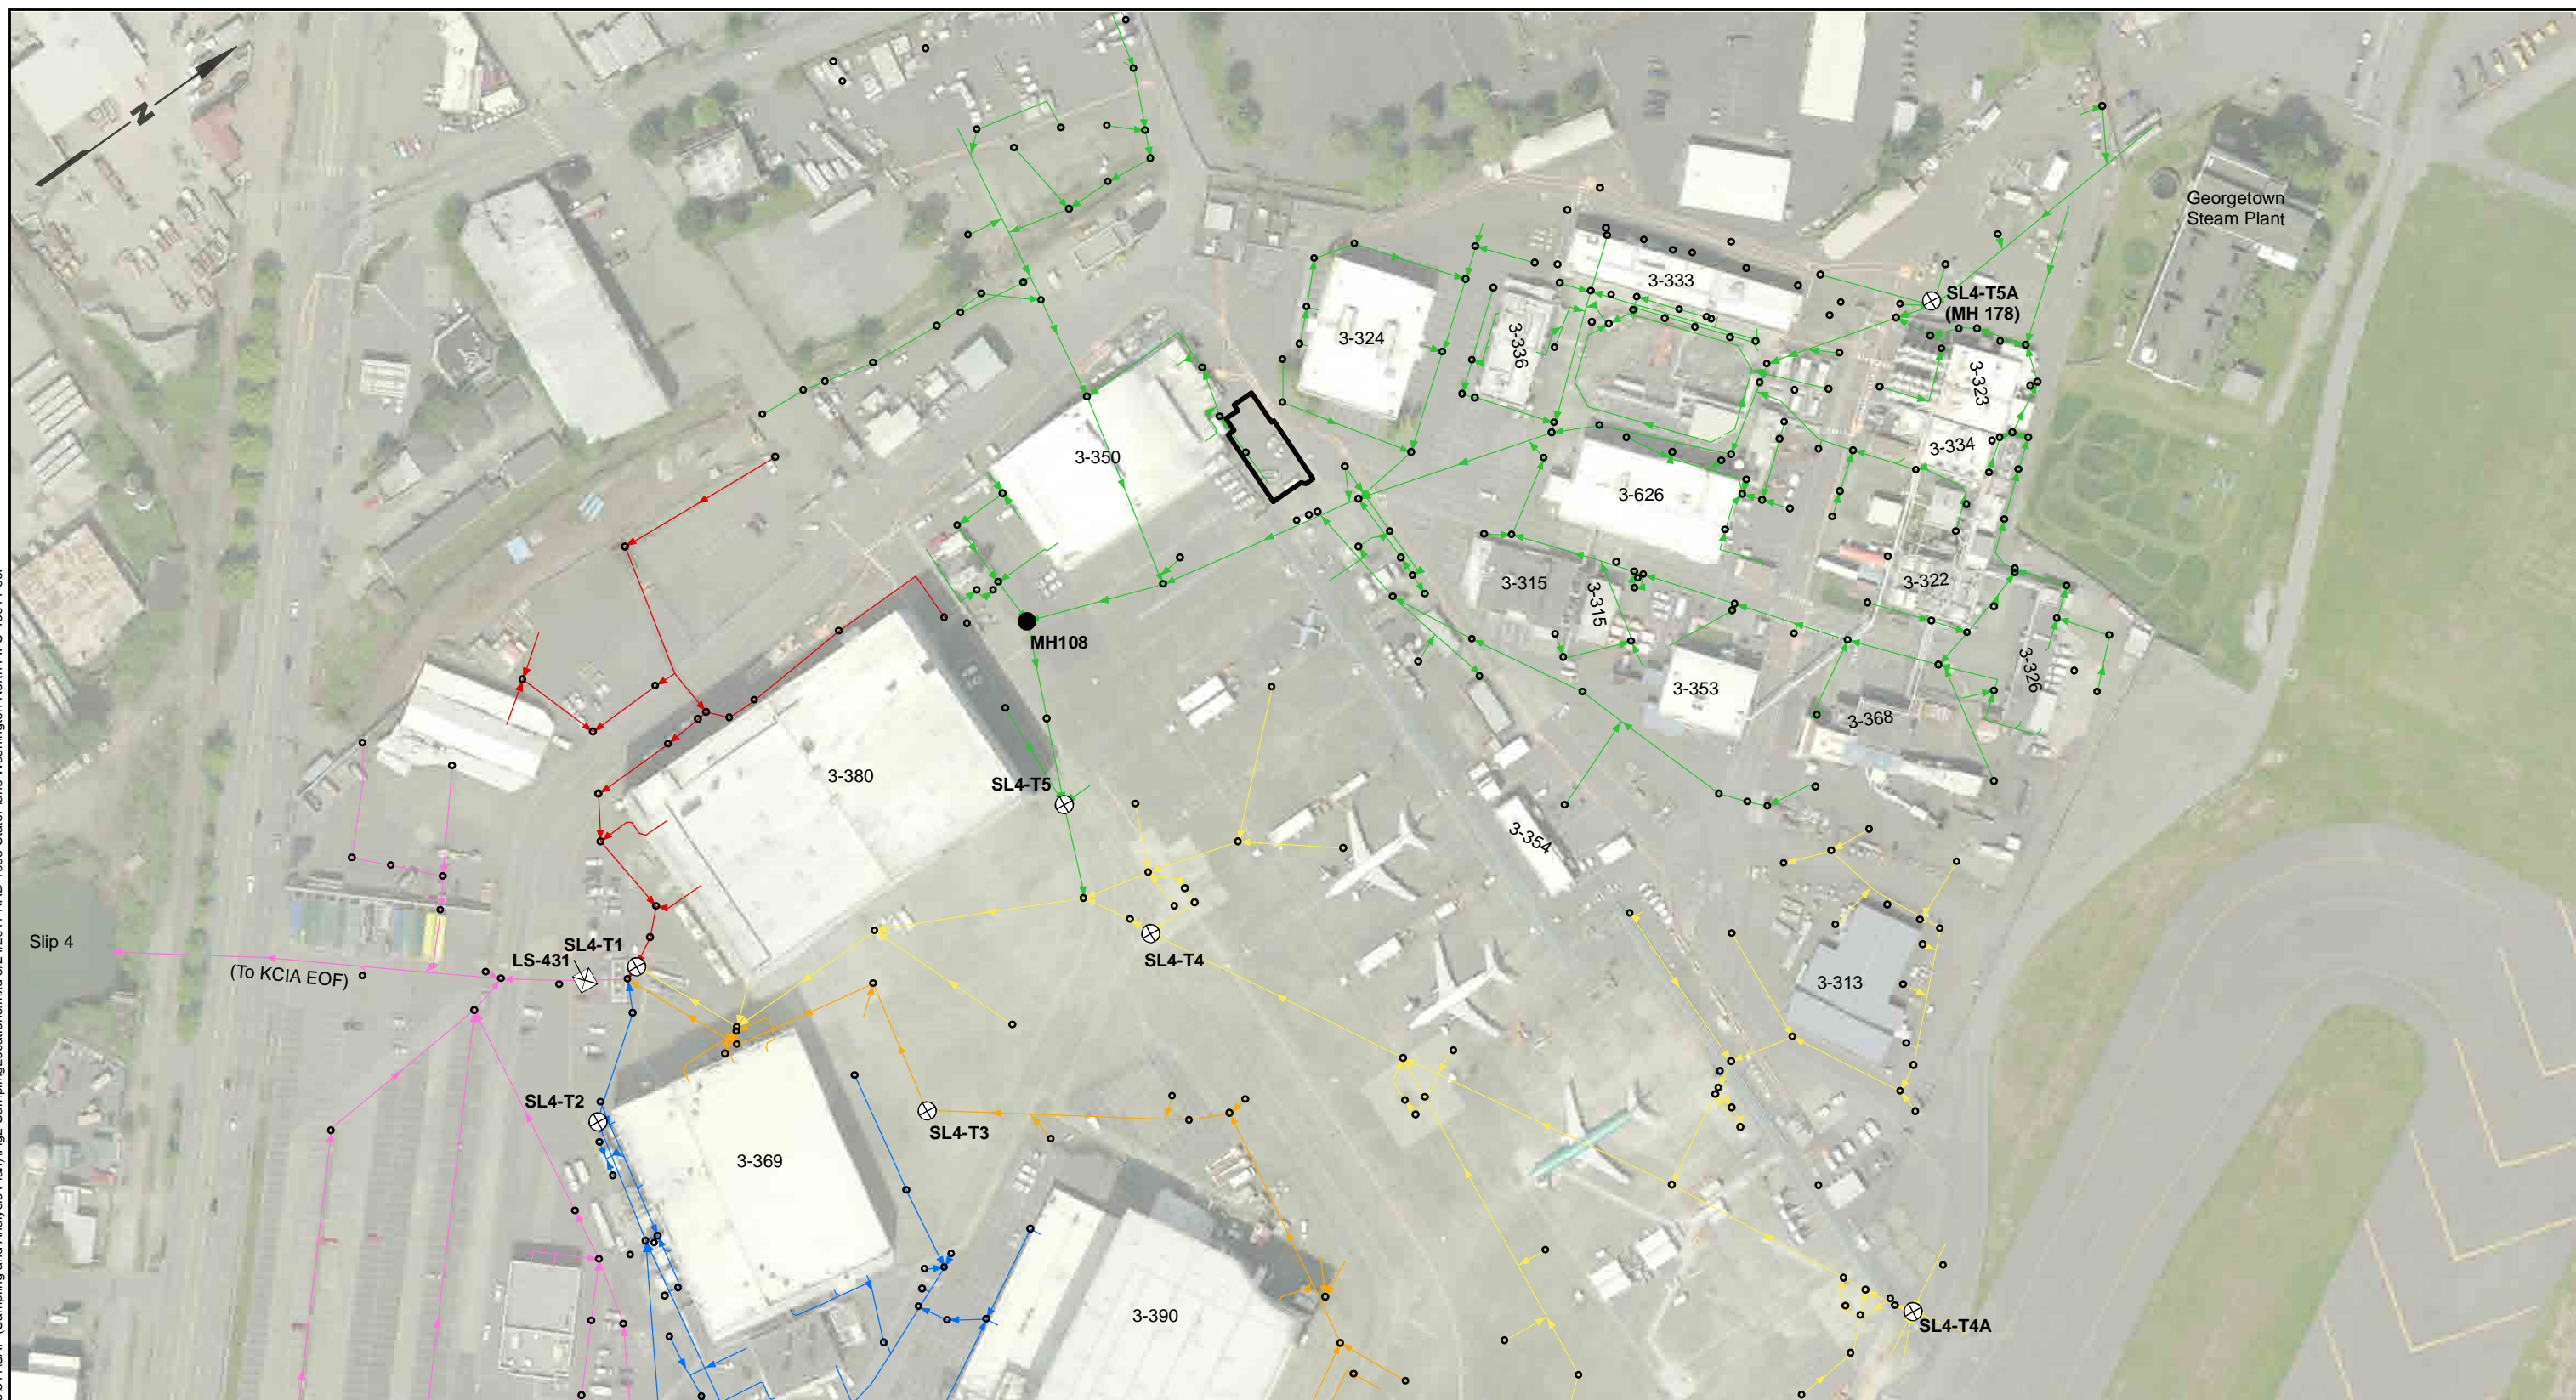 N
Georgetown
Steam Plant
3-333
SL4-T5A
(MH 178)
3-324
3-336
3-323
3-334
3-350
3-626
3-315
3-315
3-322
MH108
3-353
3-326
3-368
3-380
SL4-T5
3-354
Slip 4
SL4-T1
LS-431
(To KCIA EOF)
SL4-T4
3-313
SL4-T2
SL4-T3
3-369
3-390
SL4-T4A